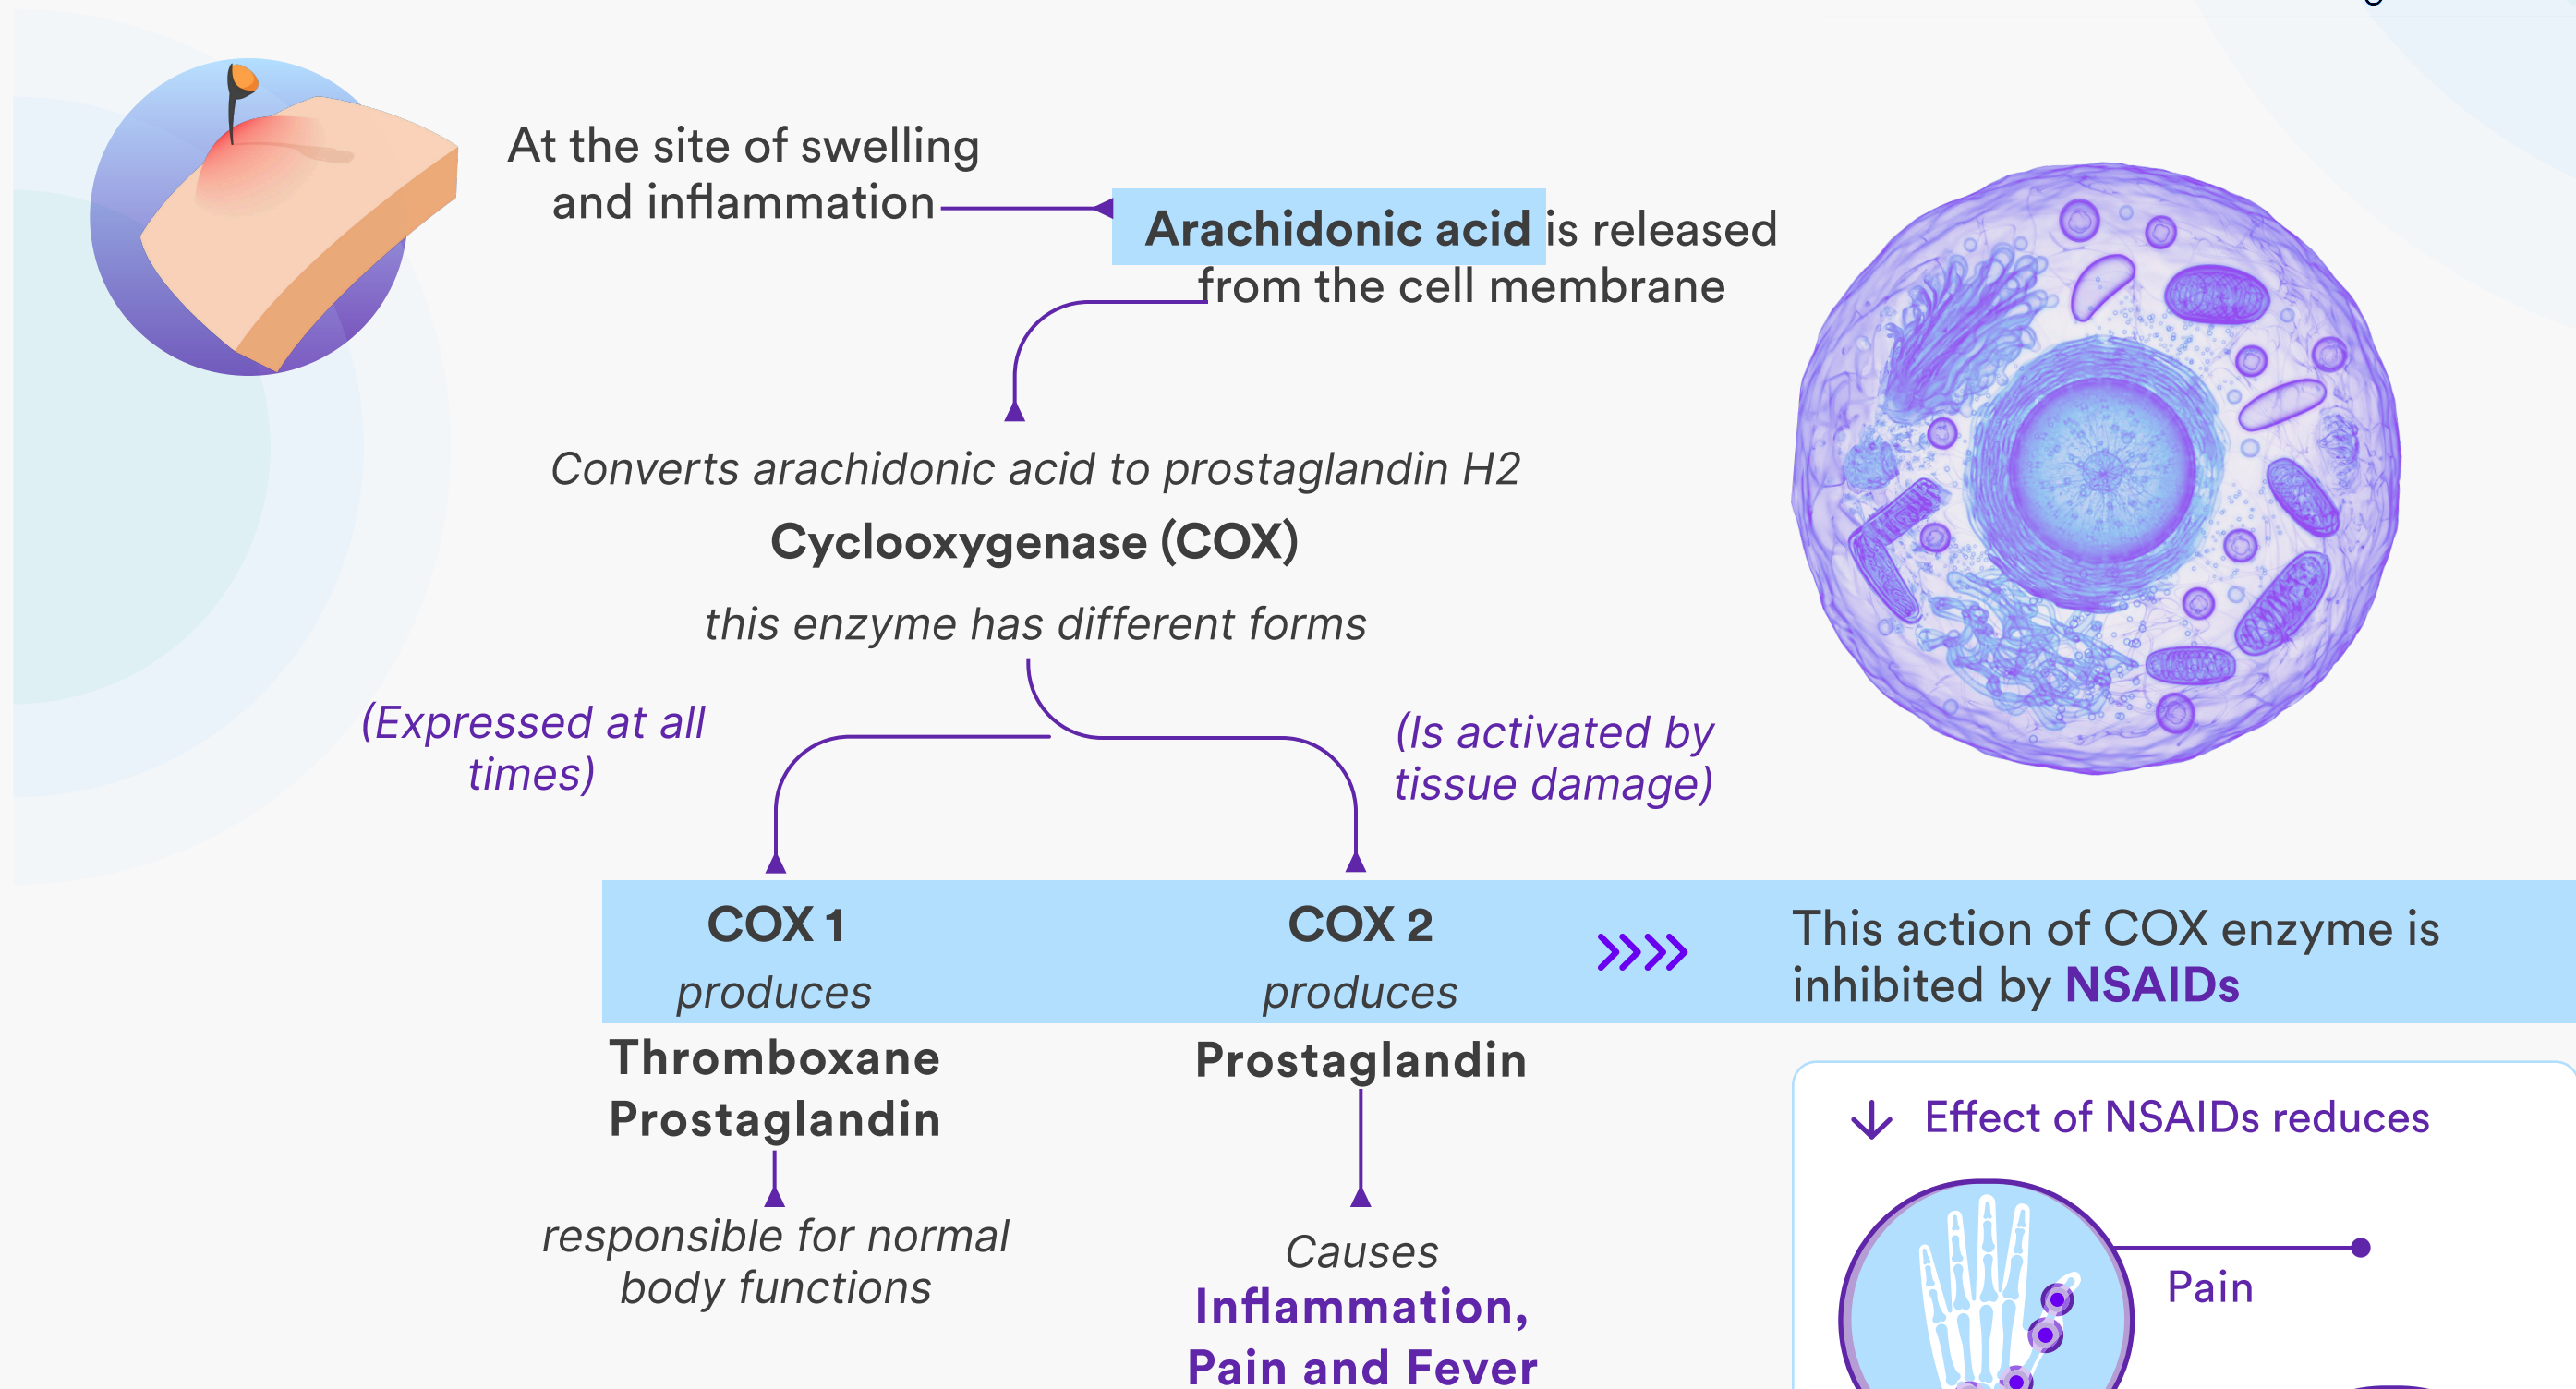 At the site of swelling
and inflammation
Arachidonic acid is released
from the cell membrane
Converts arachidonic acid to prostaglandin H2
Cyclooxygenase (COX)
this enzyme has different forms
(Expressed at all
times)
(Is activated by
tissue damage)
COX 1
produces
Thromboxane
Prostaglandin
responsible for normal
body functions
COX 2
produces
Prostaglandin
Causes
Inflammation,
Pain and Fever
This action of COX enzyme is
inhibited by NSAIDs
Effect of NSAIDs reduces
Pain